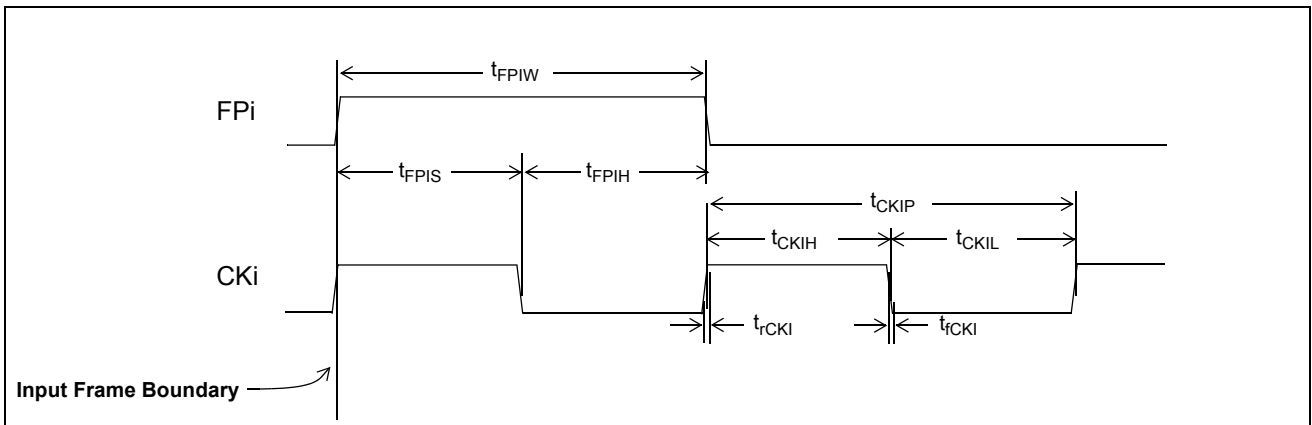 tFPIW
FPi
tFPIS
tFPIH
tCKIP
tCKIH
tCKIL
CKi
trCKI
tfCKI
Input Frame Boundary